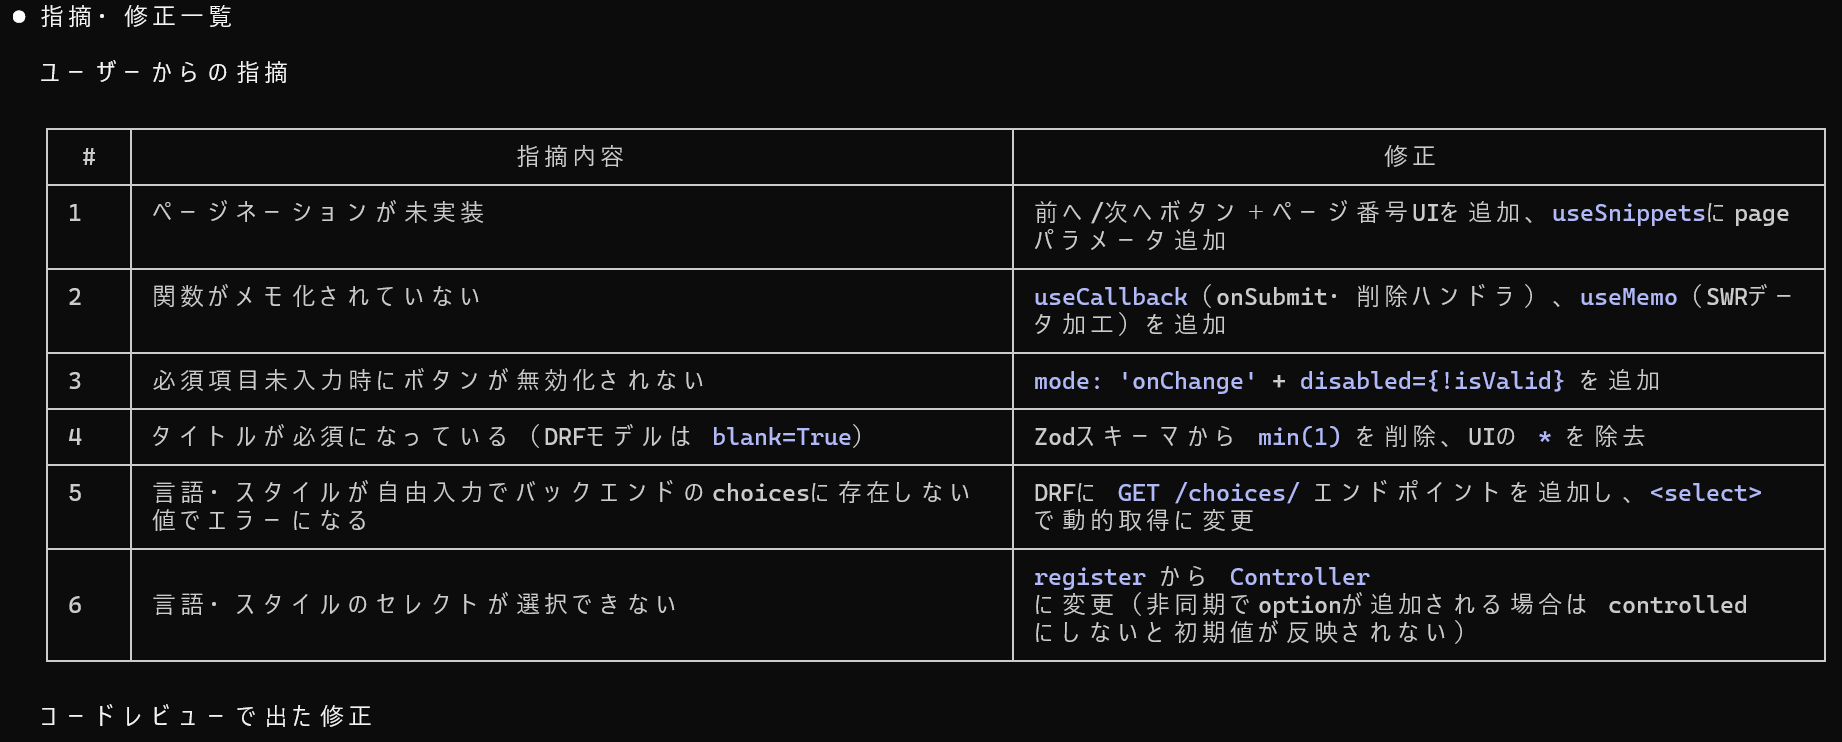 ● 指摘・修正一覧
ユーザーからの指摘
# 指摘内容 修正
1 ページネーションが未実装 前へ/次へボタン＋ページ番号UIを追加、useSnippetsにpage
パラメータ追加
2 関数がメモ化されていない useCallback（onSubmit・削除ハンドラ）、useMemo（SWRデー
タ加工）を追加
3 必須項目未入力時にボタンが無効化されない mode: 'onChange' + disabled={!isValid} を追加
4 タイトルが必須になっている（DRFモデルは blank=True） Zodスキーマから min(1) を削除、UIの * を除去
5 言語・スタイルが自由入力でバックエンドのchoicesに存在しない DRFに GET /choices/ エンドポイントを追加し、<select>
値でエラーになる で動的取得に変更
register から Controller
6 言語・スタイルのセレクトが選択できない に変更（非同期でoptionが追加される場合は controlled
にしないと初期値が反映されない）
コードレビューで出た修正